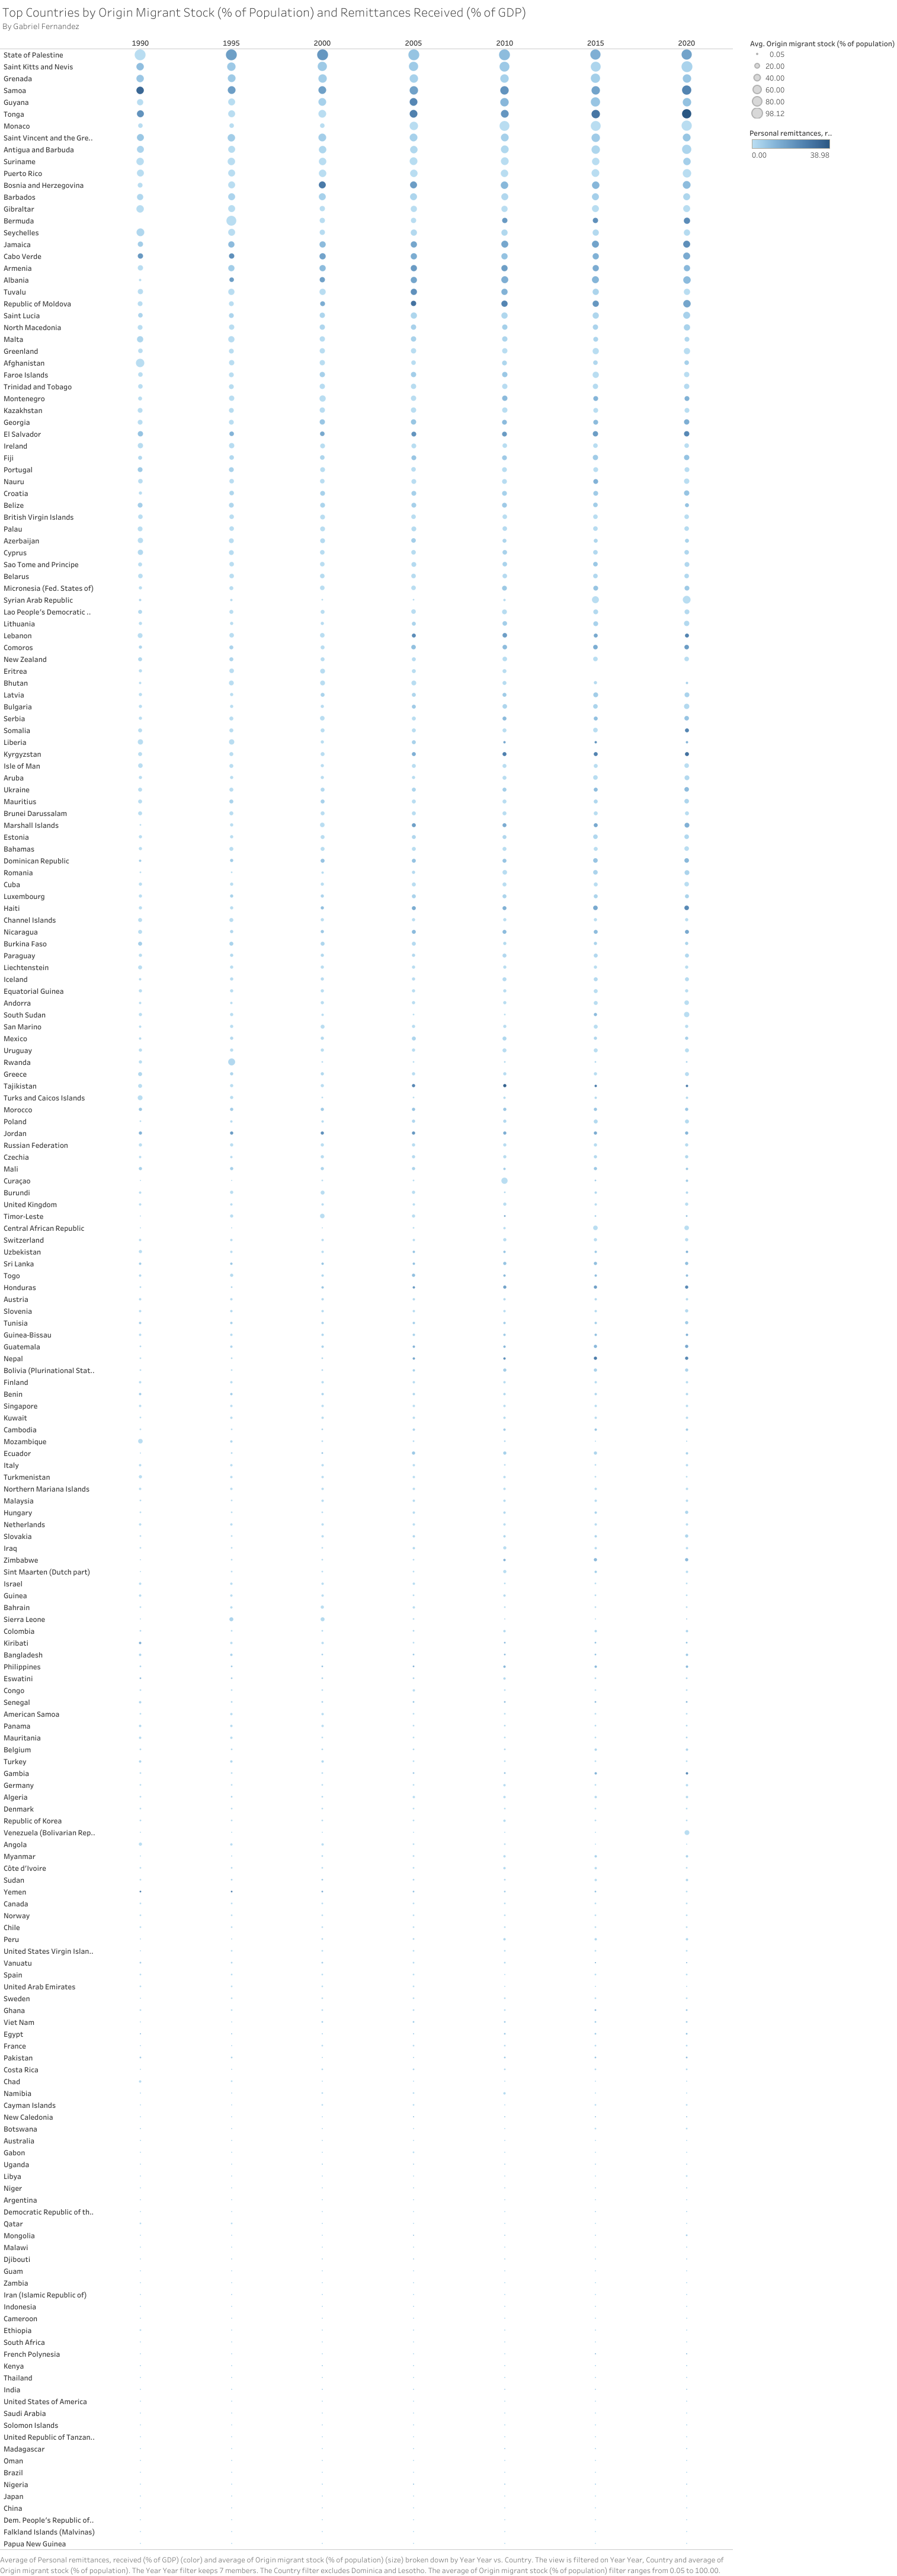 Top Countries by Origin Migrant Stock (% of Population) and Remittances Received (% of GDP)
By Gabriel Fernandez
1990 1995 2000 2005 2010 2015 2020
Avg. Origin migrant stock (% of population)
0.05
20.00
40.00
60.00
80.00
98.12
Personal remittances, r..
0.00 38.98
State of Palestine
Saint Kitts and Nevis
Grenada
Samoa
Guyana
Tonga
Monaco
Saint Vincent and the Gre..
Antigua and Barbuda
Suriname
Puerto Rico
Bosnia and Herzegovina
Barbados
Gibraltar
Bermuda
Seychelles
Jamaica
Cabo Verde
Armenia
Albania
Tuvalu
Republic of Moldova
Saint Lucia
North Macedonia
Malta
Greenland
Afghanistan
Faroe Islands
Trinidad and Tobago
Montenegro
Kazakhstan
Georgia
El Salvador
Ireland
Fiji
Portugal
Nauru
Croatia
Belize
British Virgin Islands
Palau
Azerbaijan
Cyprus
Sao Tome and Principe
Belarus
Micronesia (Fed. States of)
Syrian Arab Republic
Lao People's Democratic ..
Lithuania
Lebanon
Comoros
New Zealand
Eritrea
Bhutan
Latvia
Bulgaria
Serbia
Somalia
Liberia
Kyrgyzstan
Isle of Man
Aruba
Ukraine
Mauritius
Brunei Darussalam
Marshall Islands
Estonia
Bahamas
Dominican Republic
Romania
Cuba
Luxembourg
Haiti
Channel Islands
Nicaragua
Burkina Faso
Paraguay
Liechtenstein
Iceland
Equatorial Guinea
Andorra
South Sudan
San Marino
Mexico
Uruguay
Rwanda
Greece
Tajikistan
Turks and Caicos Islands
Morocco
Poland
Jordan
Russian Federation
Czechia
Mali
Curaçao
Burundi
United Kingdom
Timor-Leste
Central African Republic
Switzerland
Uzbekistan
Sri Lanka
Togo
Honduras
Austria
Slovenia
Tunisia
Guinea-Bissau
Guatemala
Nepal
Bolivia (Plurinational Stat..
Finland
Benin
Singapore
Kuwait
Cambodia
Mozambique
Ecuador
Italy
Turkmenistan
Northern Mariana Islands
Malaysia
Hungary
Netherlands
Slovakia
Iraq
Zimbabwe
Sint Maarten (Dutch part)
Israel
Guinea
Bahrain
Sierra Leone
Colombia
Kiribati
Bangladesh
Philippines
Eswatini
Congo
Senegal
American Samoa
Panama
Mauritania
Belgium
Turkey
Gambia
Germany
Algeria
Denmark
Republic of Korea
Venezuela (Bolivarian Rep..
Angola
Myanmar
Côte d'Ivoire
Sudan
Yemen
Canada
Norway
Chile
Peru
United States Virgin Islan..
Vanuatu
Spain
United Arab Emirates
Sweden
Ghana
Viet Nam
Egypt
France
Pakistan
Costa Rica
Chad
Namibia
Cayman Islands
New Caledonia
Botswana
Australia
Gabon
Uganda
Libya
Niger
Argentina
Democratic Republic of th..
Qatar
Mongolia
Malawi
Djibouti
Guam
Zambia
Iran (Islamic Republic of)
Indonesia
Cameroon
Ethiopia
South Africa
French Polynesia
Kenya
Thailand
India
United States of America
Saudi Arabia
Solomon Islands
United Republic of Tanzan..
Madagascar
Oman
Brazil
Nigeria
Japan
China
Dem. People's Republic of..
Falkland Islands (Malvinas)
Papua New Guinea
Average of Personal remittances, received (% of GDP) (color) and average of Origin migrant stock (% of population) (size) broken down by Year Year vs. Country. The view is filtered on Year Year, Country and average of
Origin migrant stock (% of population). The Year Year filter keeps 7 members. The Country filter excludes Dominica and Lesotho. The average of Origin migrant stock (% of population) filter ranges from 0.05 to 100.00.